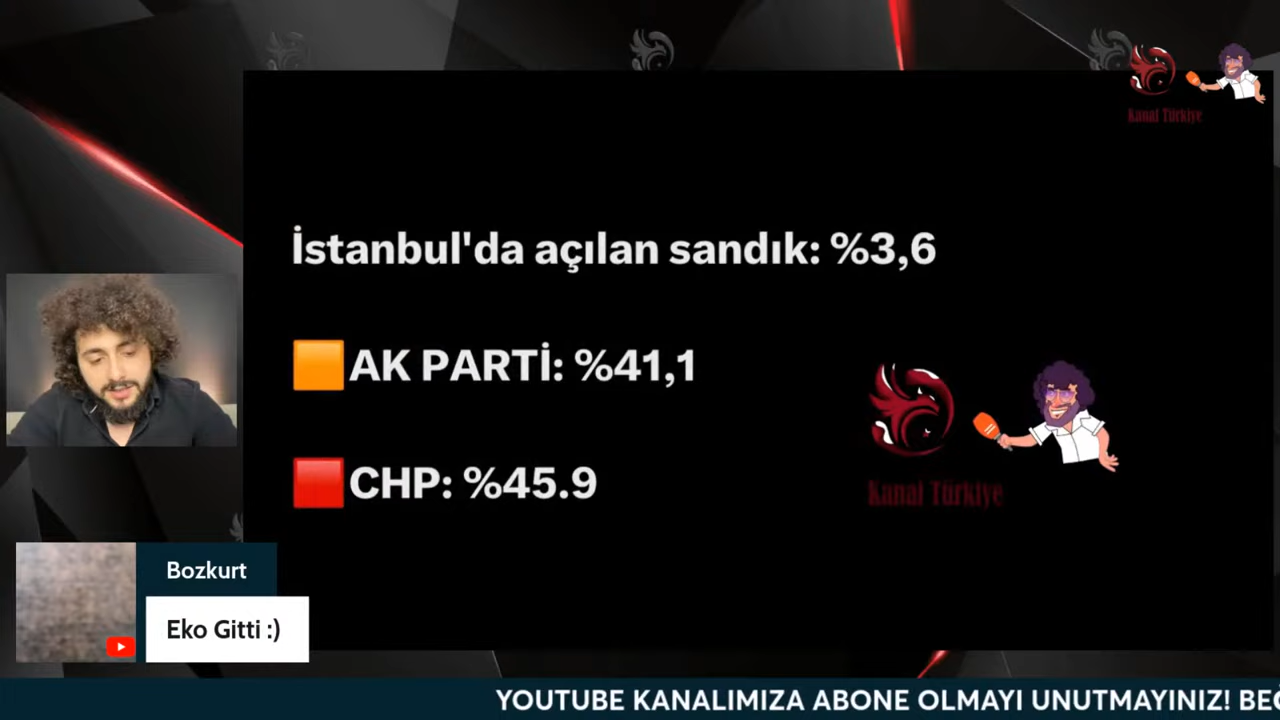 Kanal Türkiye
İstanbul'da açılan sandık: %3,6
AK PARTİ: %41,1
CHP: %45.9
Kanal Türkiye
Bozkurt
Eko Gitti :)
YOUTUBE KANALIMIZA ABONE OLMAYI UNUTMAYINIZ! BEĞ